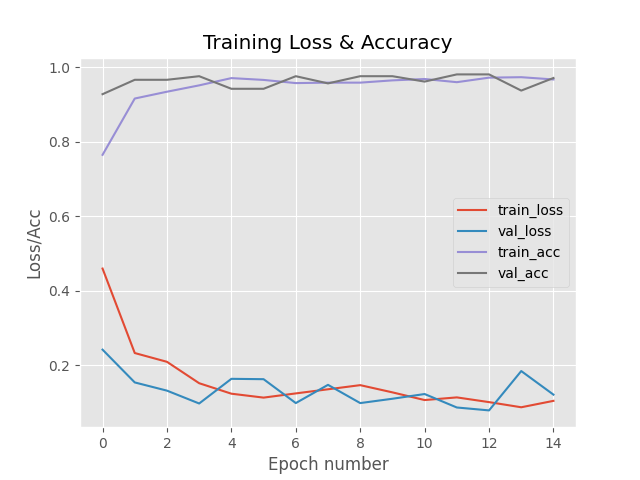 Training Loss & Accuracy
Loss/Acc
1.0
0.8
0.6
0.4
0.2
train_loss
val_loss
train_acc
val_acc
0 2 4 6 8 10 12 14
Epoch number